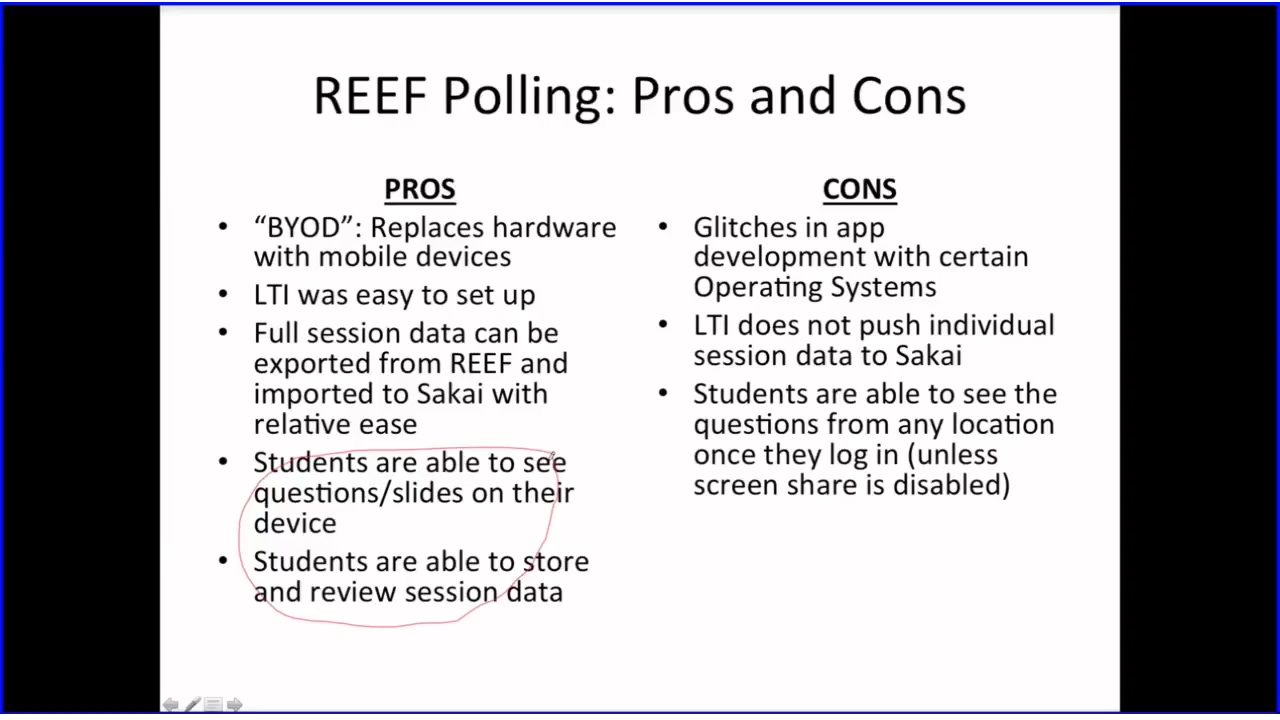 REEF Polling: Pros and Cons
PROS
• “BYOD”: Replaces hardware
with mobile devices
• LTI was easy to set up
• Full session data can be
exported from REEF and
imported to Sakai with
relative ease
• Students are able to see
questions/slides on their
device
• Students are able to store
and review session data
CONS
• Glitches in app
development with certain
Operating Systems
• LTI does not push individual
session data to Sakai
• Students are able to see the
questions from any location
once they log in (unless
screen share is disabled)